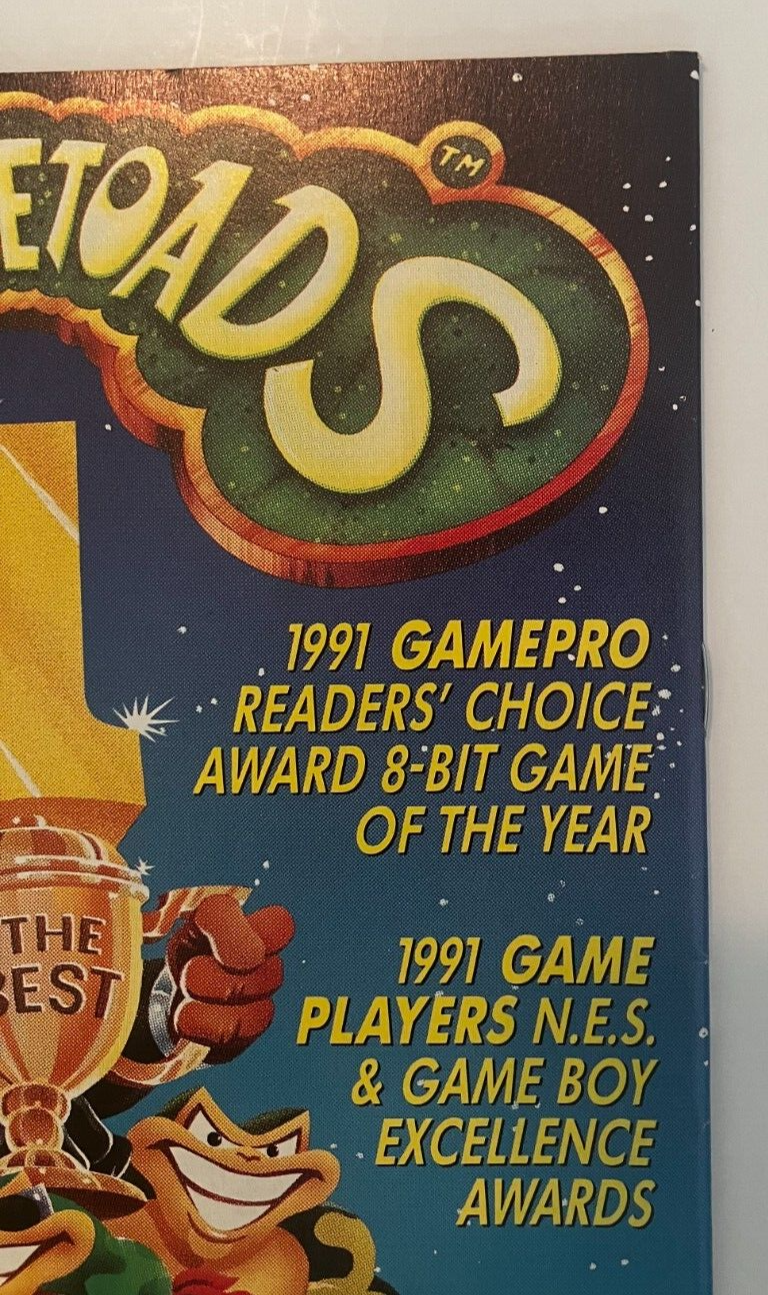 ETOADS
TM
1991 GAMEPRO
READERS' CHOICE
AWARD 8-BIT GAME
OF THE YEAR
THE
BEST
1991 GAME
PLAYERS N.E.S.
& GAME BOY
EXCELLENCE
AWARDS